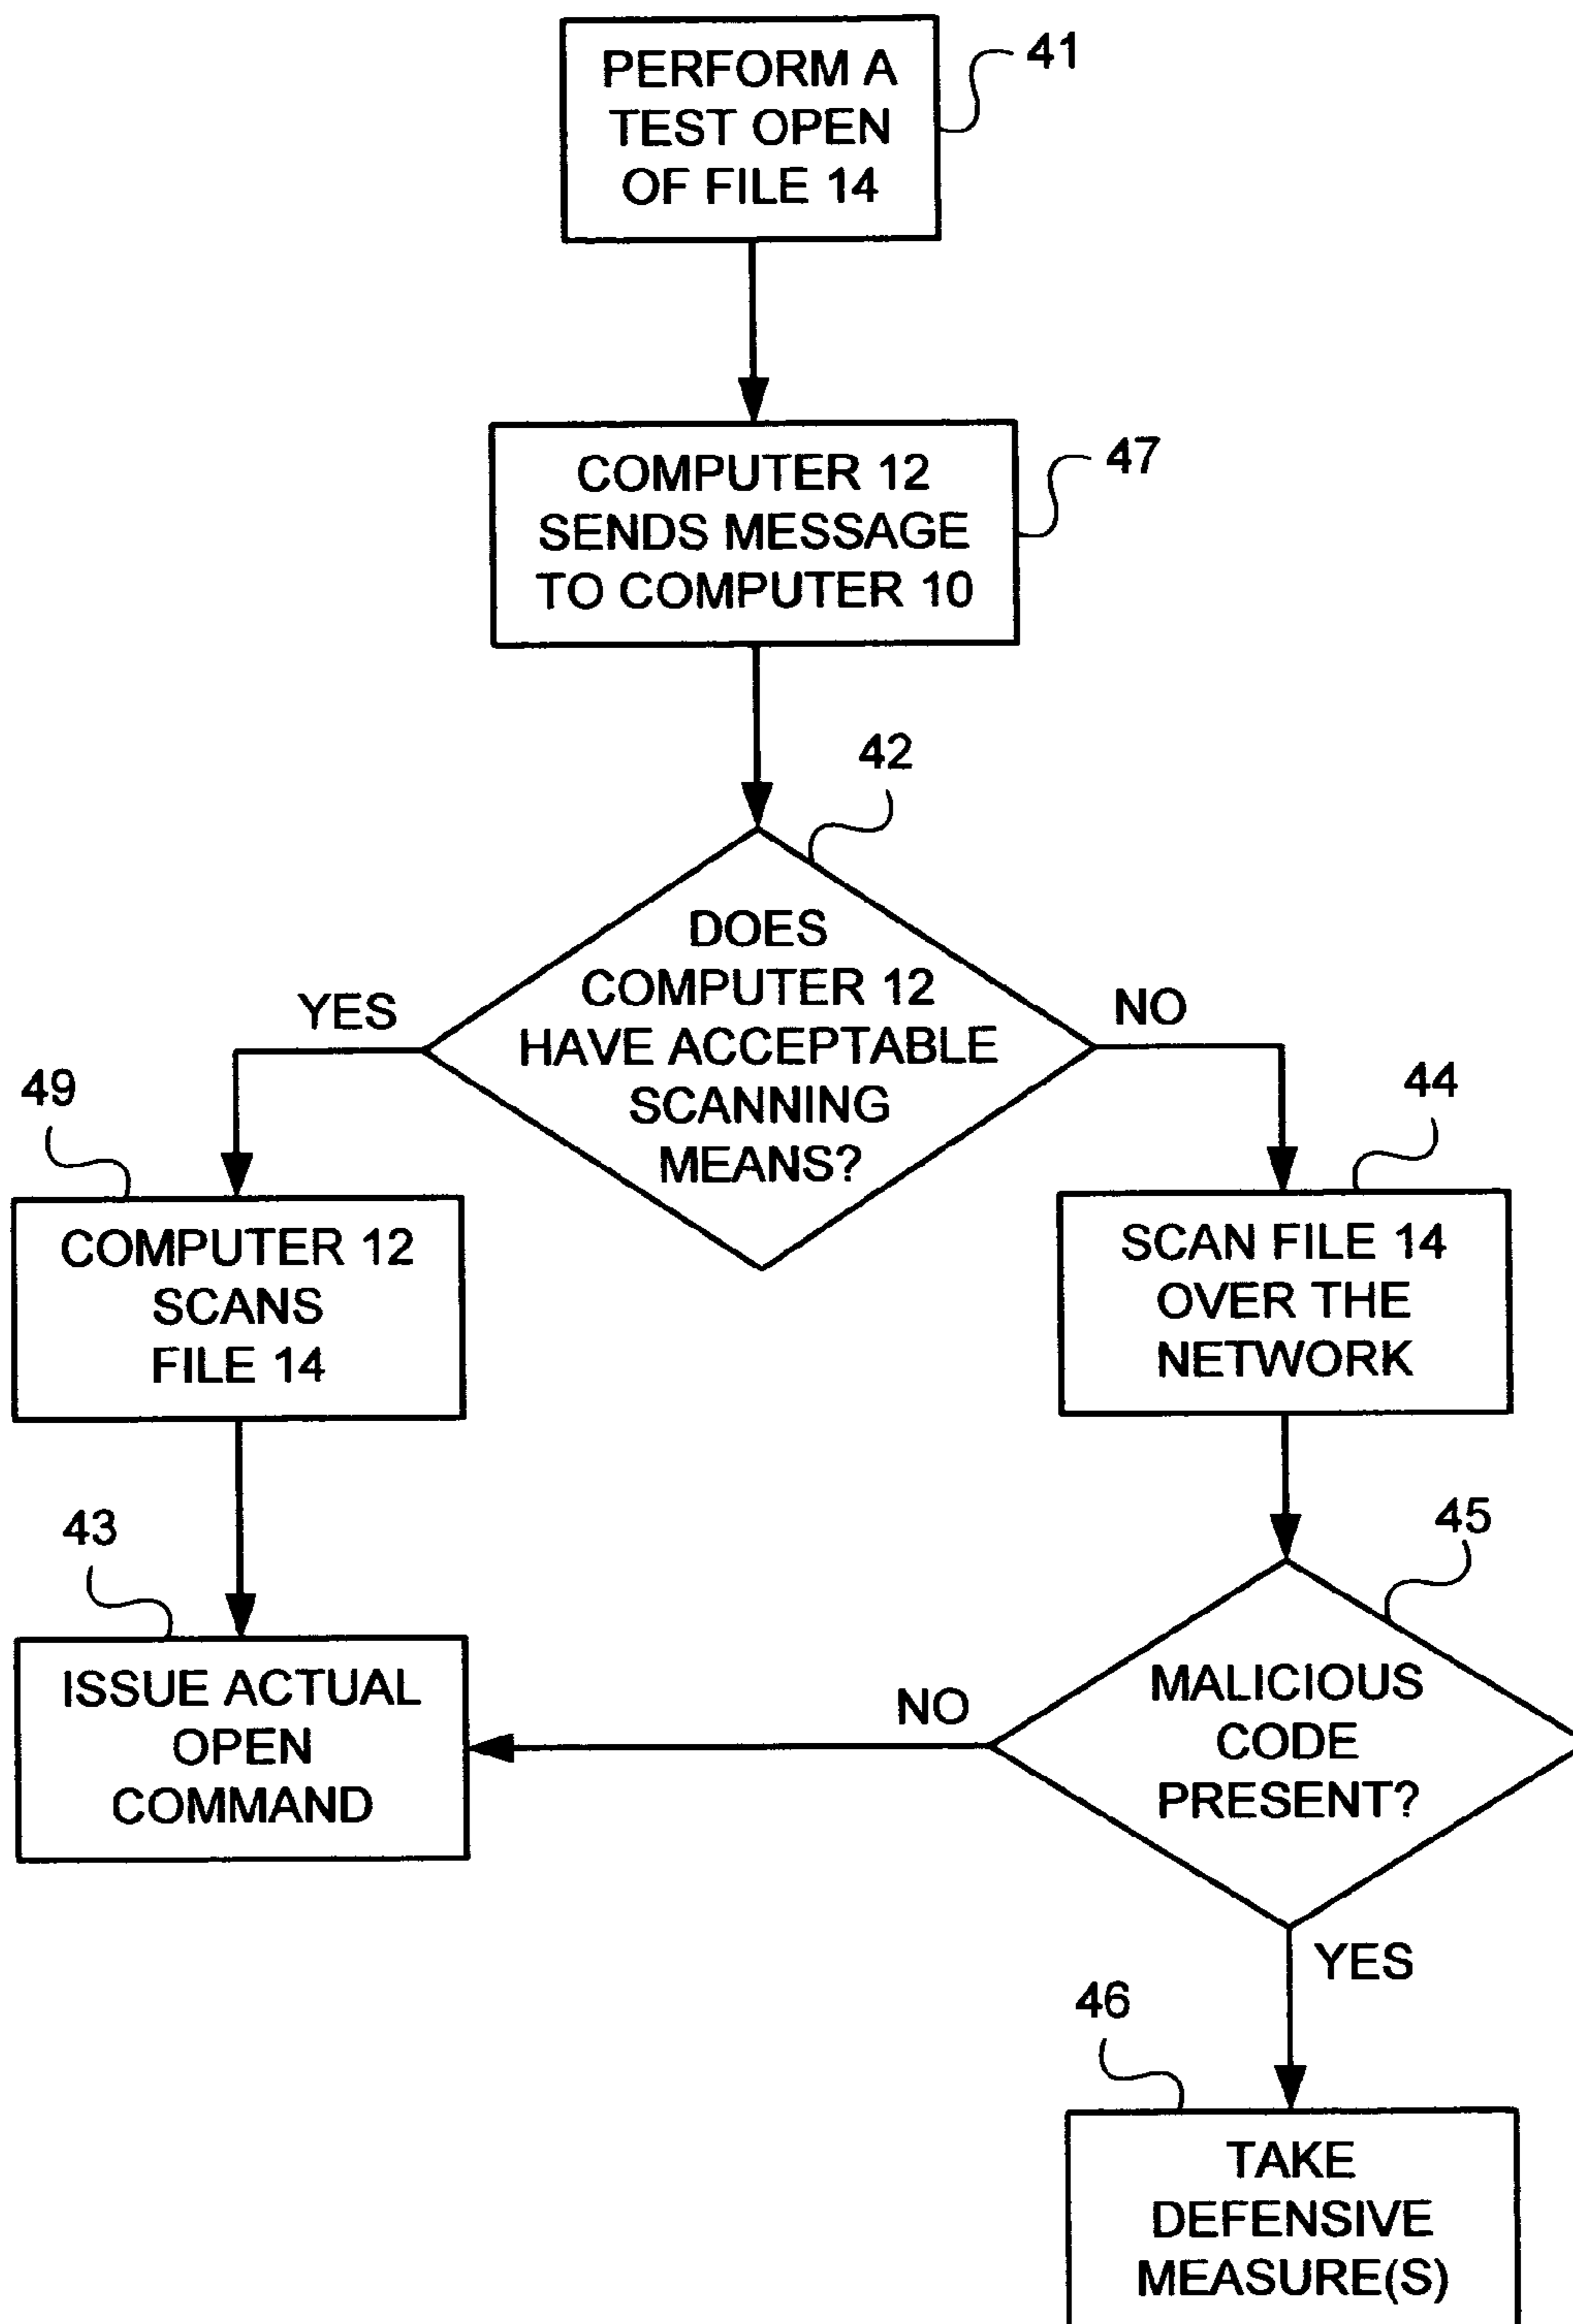 PERFORM A
TEST OPEN
OF FILE 14
41
COMPUTER 12
SENDS MESSAGE
TO COMPUTER 10
47
42
DOES
COMPUTER 12
HAVE ACCEPTABLE
SCANNING
MEANS?
YES
NO
49
COMPUTER 12
SCANS
FILE 14
44
SCAN FILE 14
OVER THE
NETWORK
43
ISSUE ACTUAL
OPEN
COMMAND
45
MALICIOUS
CODE
PRESENT?
NO
YES
46
TAKE
DEFENSIVE
MEASURE(S)